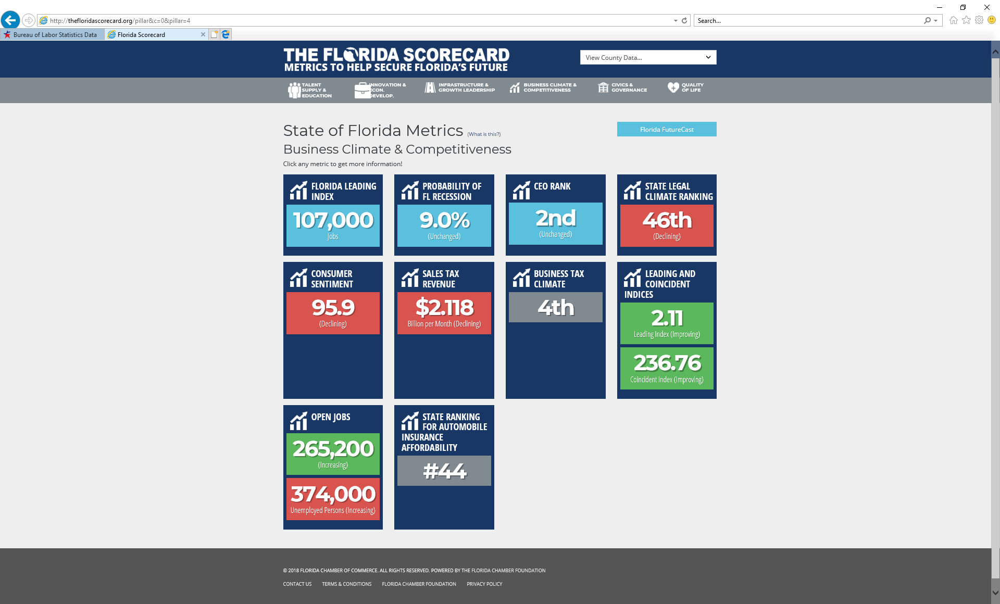 http://thefloridascorecard.org/pillar&c=0&pillar=4
Search...
Bureau of Labor Statistics Data
Florida Scorecard
THE FLORIDA SCORECARD
METRICS TO HELP SECURE FLORIDA'S FUTURE
View County Data...
TALENT
SUPPLY &
EDUCATION
INNOVATION &
ECON.
DEVELOP.
INFRASTRUCTURE &
GROWTH LEADERSHIP
BUSINESS CLIMATE &
COMPETITIVENESS
CIVICS &
GOVERNANCE
QUALITY
OF LIFE
State of Florida Metrics (What is this?)
Florida FutureCast
Business Climate & Competitiveness
Click any metric to get more information!
FLORIDA LEADING
INDEX
107,000
Jobs
PROBABILITY OF
FL RECESSION
9.0%
(Unchanged)
CEO RANK
2nd
(Unchanged)
STATE LEGAL
CLIMATE RANKING
46th
(Declining)
CONSUMER
SENTIMENT
95.9
(Declining)
SALES TAX
REVENUE
$2.118
Billion per Month (Declining)
BUSINESS TAX
CLIMATE
4th
LEADING AND
COINCIDENT
INDICES
2.11
Leading Index (Improving)
236.76
Coincident Index (Improving)
OPEN JOBS
265,200
(Increasing)
374,000
Unemployed Persons (Increasing)
STATE RANKING
FOR AUTOMOBILE
INSURANCE
AFFORDABILITY
#44
© 2018 FLORIDA CHAMBER OF COMMERCE. ALL RIGHTS RESERVED. POWERED BY THE FLORIDA CHAMBER FOUNDATION
CONTACT US TERMS & CONDITIONS FLORIDA CHAMBER FOUNDATION PRIVACY POLICY